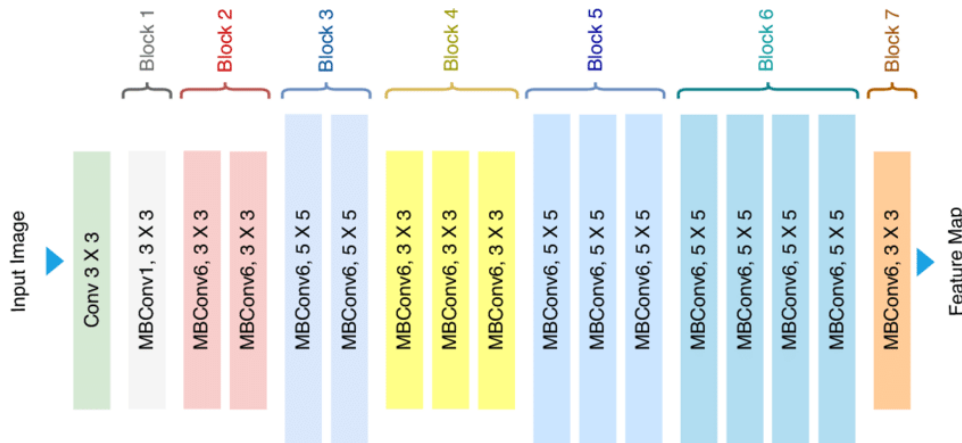 Input Image
Conv 3 X 3
Block 1
MBConv1, 3 X 3
Block 2
MBConv6, 3 X 3
MBConv6, 3 X 3
Block 3
MBConv6, 5 X 5
MBConv6, 5 X 5
Block 4
MBConv6, 3 X 3
MBConv6, 3 X 3
MBConv6, 3 X 3
Block 5
MBConv6, 5 X 5
MBConv6, 5 X 5
MBConv6, 5 X 5
Block 6
MBConv6, 5 X 5
MBConv6, 5 X 5
MBConv6, 5 X 5
MBConv6, 5 X 5
Block 7
MBConv6, 3 X 3
Feature Map